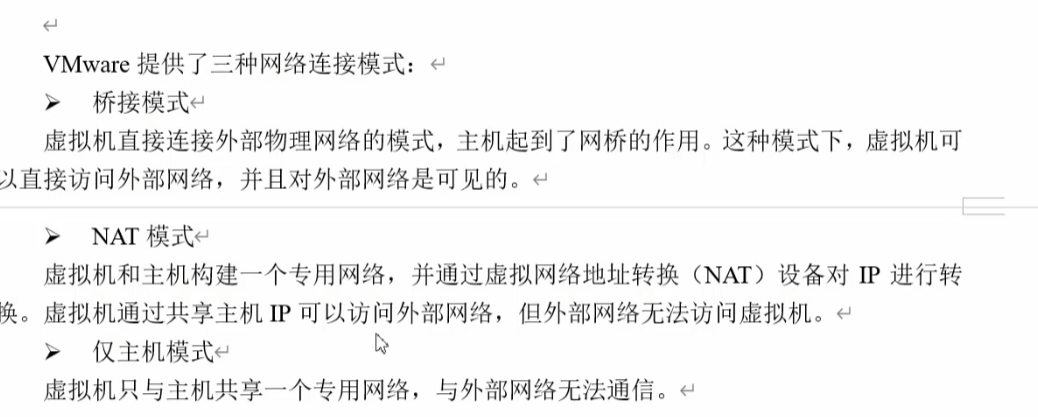 VMware 提供了三种网络连接模式：
➢ 桥接模式
虚拟机直接连接外部物理网络的模式，主机起到了网桥的作用。这种模式下，虚拟机可
以直接访问外部网络，并且对外部网络是可见的。
➢ NAT 模式
虚拟机和主机构建一个专用网络，并通过虚拟网络地址转换（NAT）设备对 IP 进行转
换。虚拟机通过共享主机 IP 可以访问外部网络，但外部网络无法访问虚拟机。
➢ 仅主机模式
虚拟机只与主机共享一个专用网络，与外部网络无法通信。